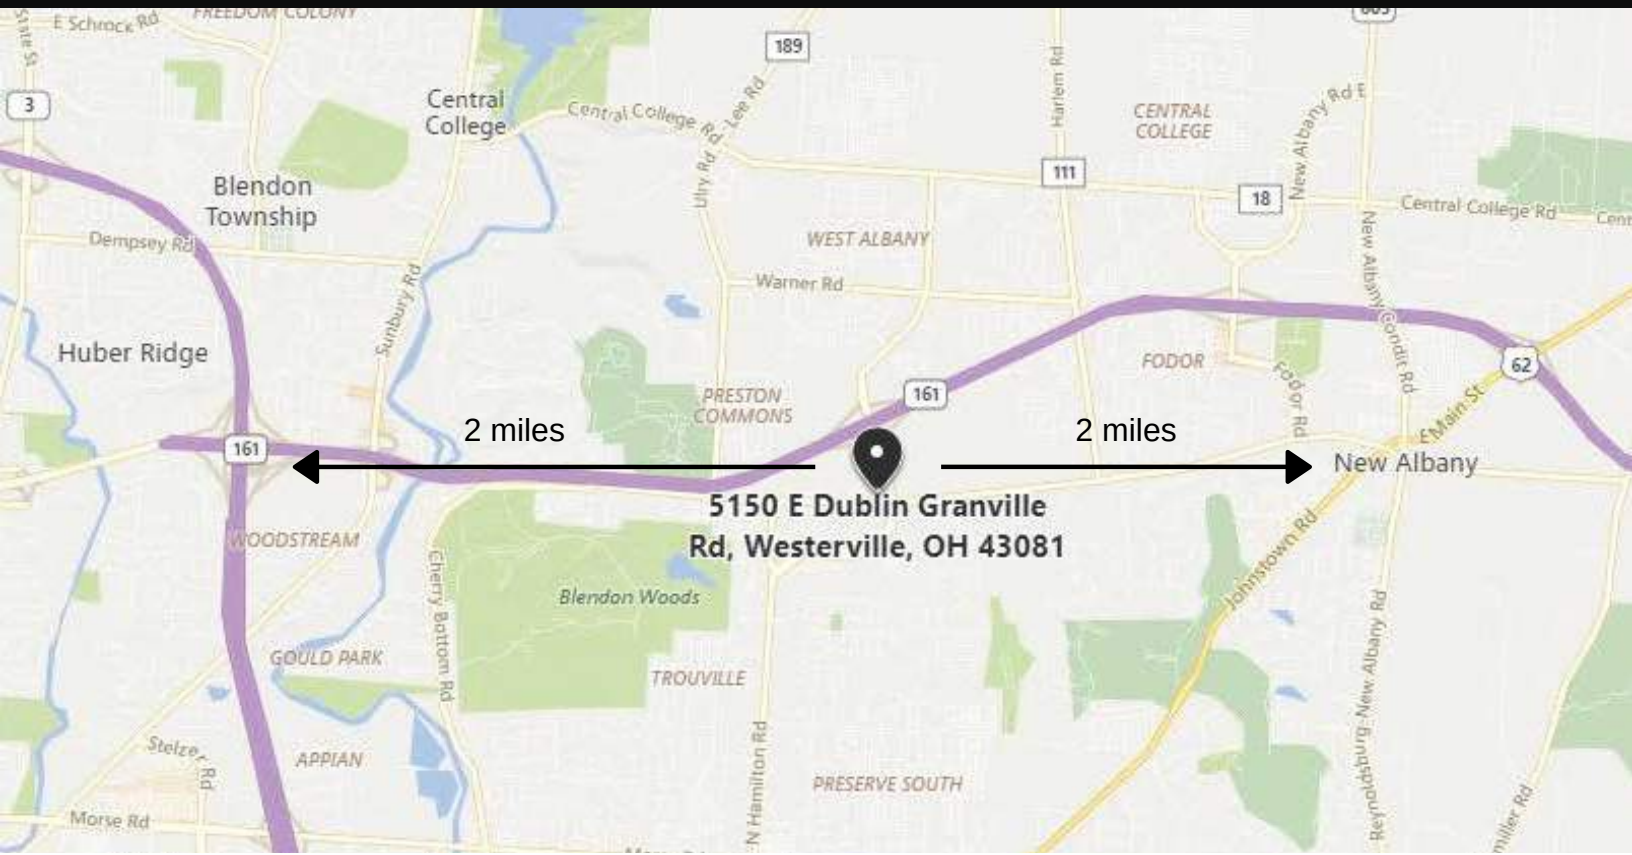 FREEDOM COLONY
E Schrock Rd
State St
3
189
605
Central
College
Central College Rd
Lee Rd
Ulry Rd
Harlem Rd
CENTRAL
COLLEGE
New Albany Rd E
Blendon
Township
111
18
Central College Rd
Cent
Dempsey Rd
WEST ALBANY
Warner Rd
New Albany Condit Rd
Sunbury Rd
Huber Ridge
FODOR
62
PRESTON
COMMONS
161
Fodor Rd
E Main St
2 miles
2 miles
161
New Albany
5150 E Dublin Granville
Rd, Westerville, OH 43081
WOODSTREAM
Johnstown Rd
Cherry Bottom Rd
Blendon Woods
Reynoldsburg-New Albany Rd
GOULD PARK
TROUVILLE
Stelzer Rd
APPIAN
N Hamilton Rd
PRESERVE SOUTH
Morse Rd
miller Rd